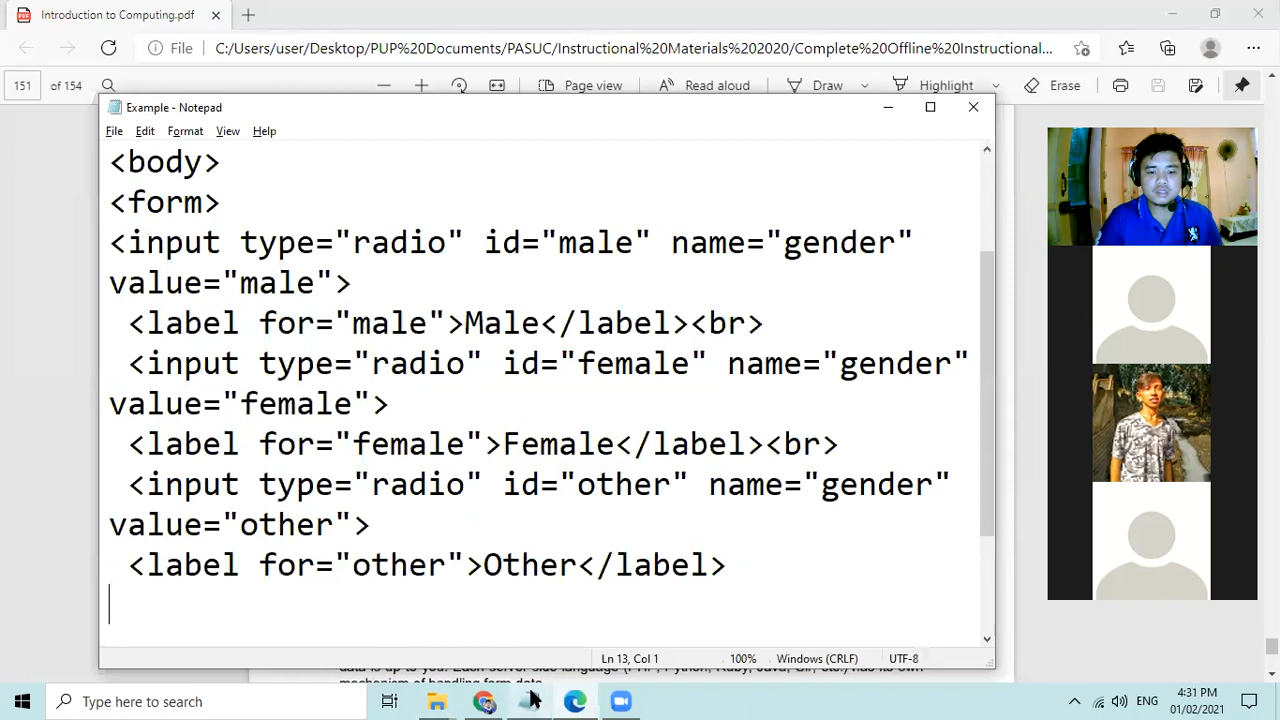 Introduction to Computing.pdf
File C:/Users/user/Desktop/PUP%20Documents/PASUC/Instructional%20Materials%202020/Complete%20Offline%20Instructional...
151 of 154 Page view Read aloud Draw Highlight Erase
Example - Notepad
File Edit Format View Help
<body>
<form>
<input type="radio" id="male" name="gender"
value="male">
<label for="male">Male</label><br>
<input type="radio" id="female" name="gender"
value="female">
<label for="female">Female</label><br>
<input type="radio" id="other" name="gender"
value="other">
<label for="other">Other</label>
Ln 13, Col 1 100% Windows (CRLF) UTF-8
mechanism of handling form data.
Type here to search
ENG
4:31 PM
01/02/2021